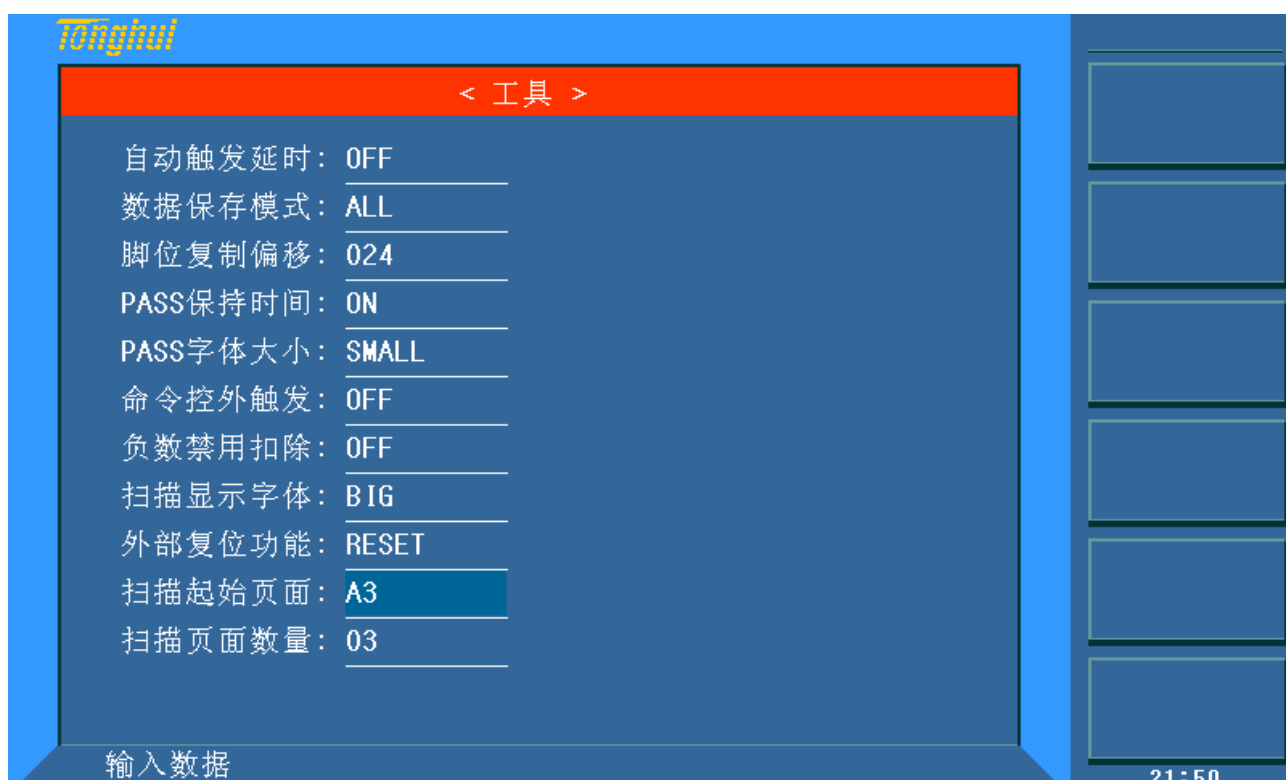 Tonghui
< 工具 >
自动触发延时: OFF
数据保存模式: ALL
脚位复制偏移: 024
PASS保持时间: ON
PASS字体大小: SMALL
命令控外触发: OFF
负数禁用扣除: OFF
扫描显示字体: BIG
外部复位功能: RESET
扫描起始页面: A3
扫描页面数量: 03
输入数据
21:50